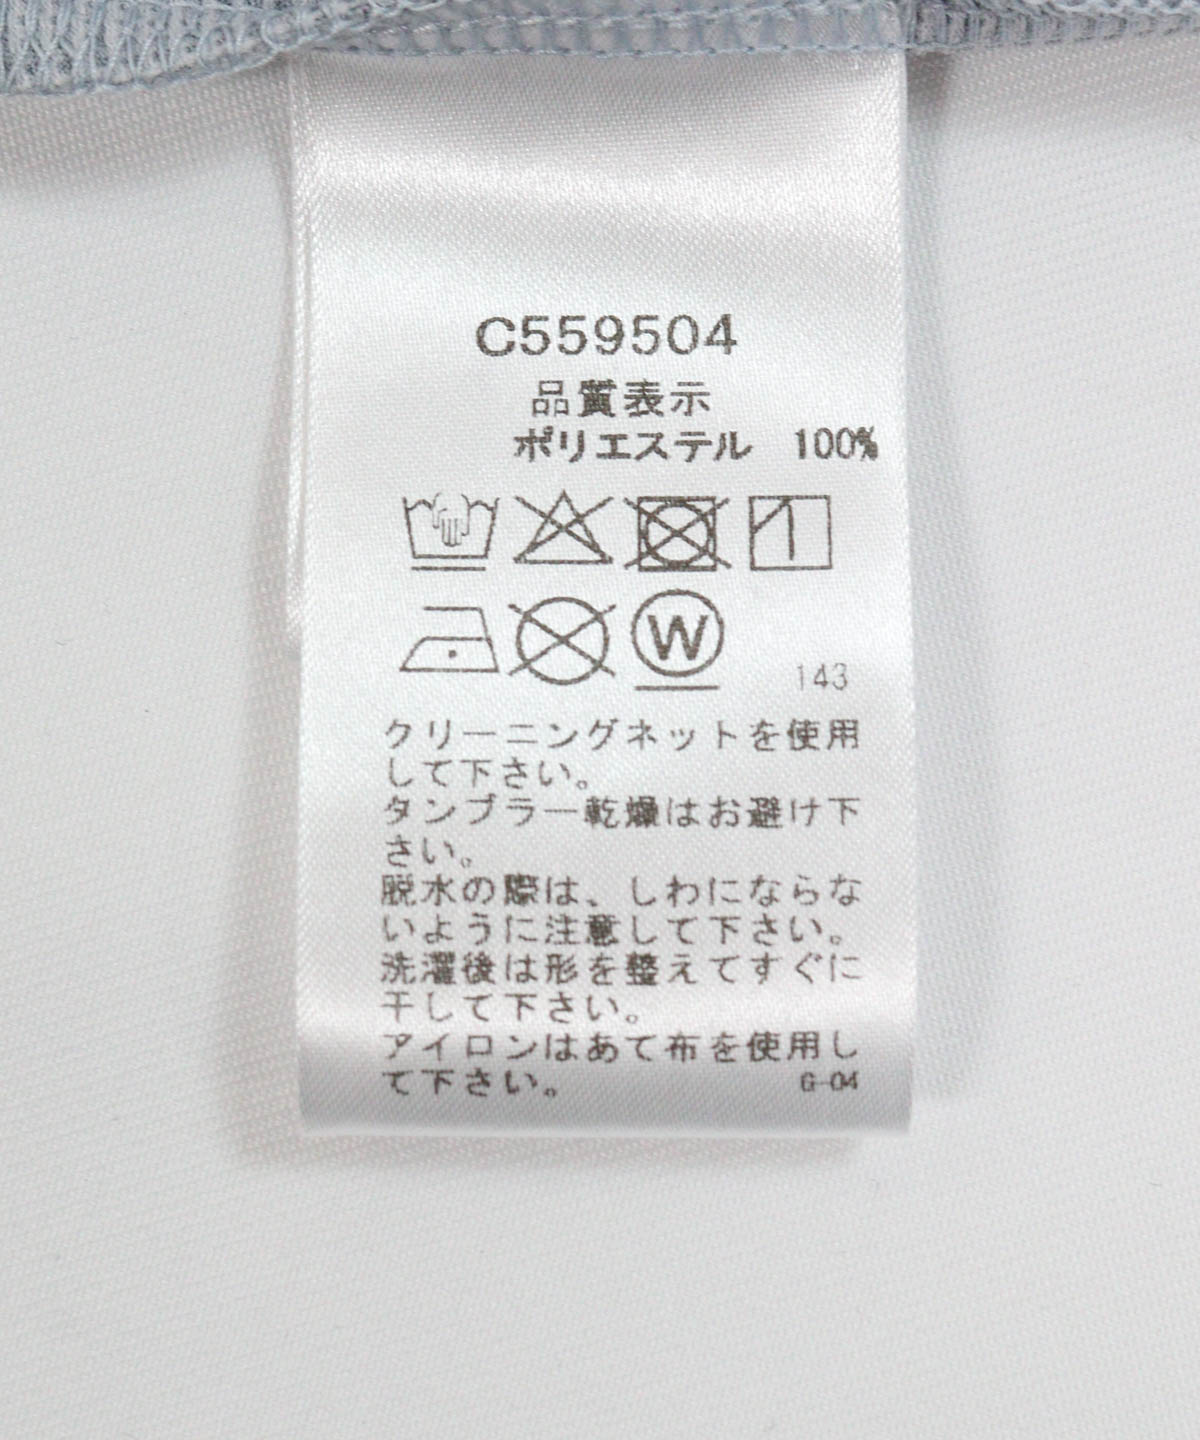 C559504
品質表示
ポリエステル 100%
W
143
クリーニングネットを使用
して下さい。
タンブラー乾燥はお避け下
さい。
脱水の際は、しわにならな
いように注意して下さい。
洗濯後は形を整えてすぐに
干して下さい。
アイロンはあて布を使用し
て下さい。 G-04